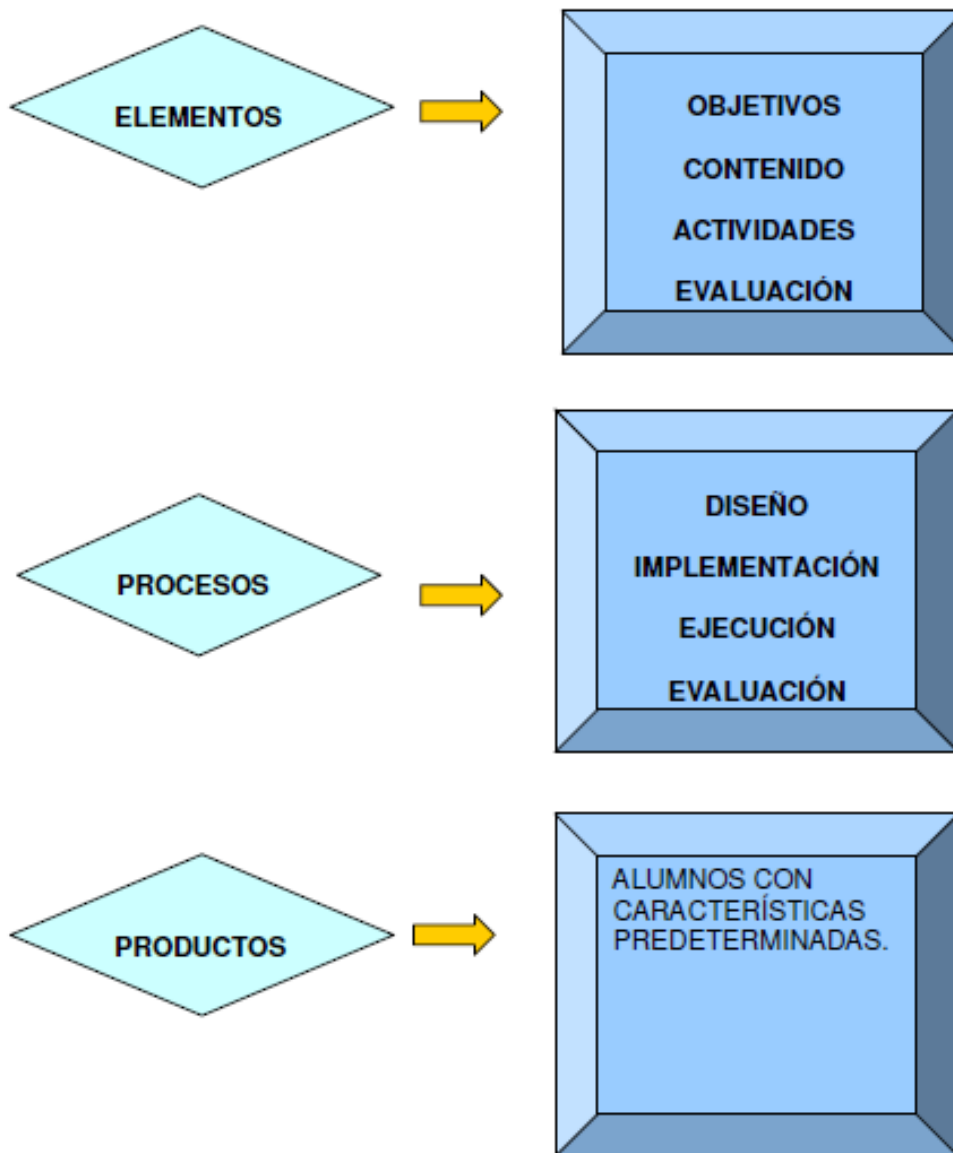 ELEMENTOS
OBJETIVOS
CONTENIDO
ACTIVIDADES
EVALUACIÓN
PROCESOS
DISEÑO
IMPLEMENTACIÓN
EJECUCIÓN
EVALUACIÓN
PRODUCTOS
ALUMNOS CON
CARACTERÍSTICAS
PREDETERMINADAS.